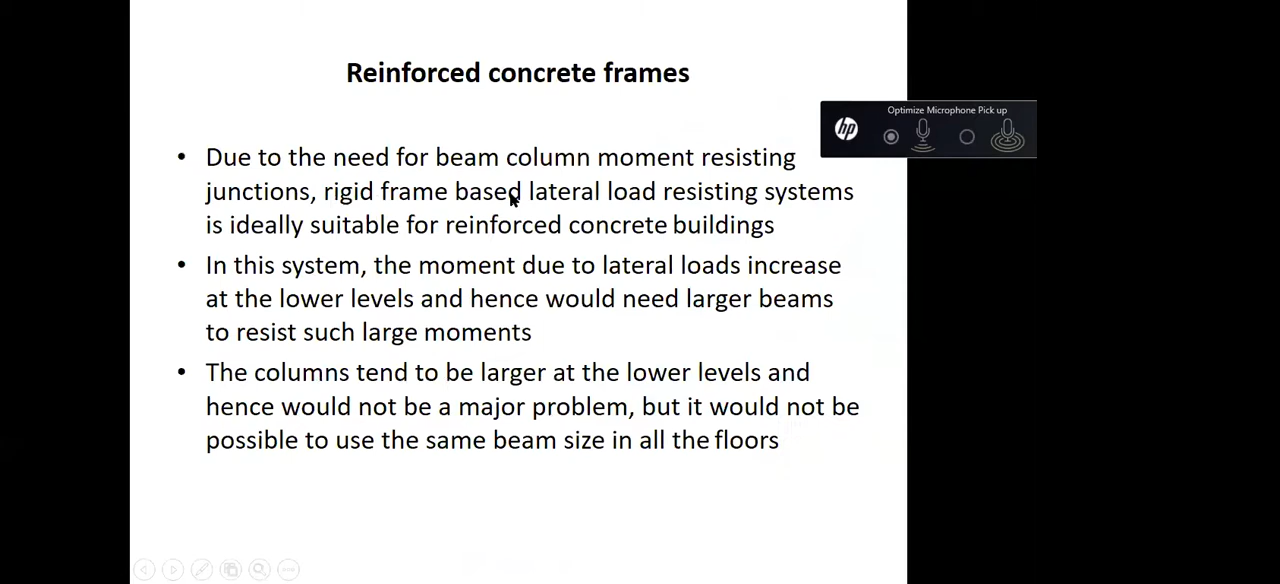 Reinforced concrete frames
Optimize Microphone Pick up
hp
• Due to the need for beam column moment resisting
junctions, rigid frame based lateral load resisting systems
is ideally suitable for reinforced concrete buildings
• In this system, the moment due to lateral loads increase
at the lower levels and hence would need larger beams
to resist such large moments
• The columns tend to be larger at the lower levels and
hence would not be a major problem, but it would not be
possible to use the same beam size in all the floors